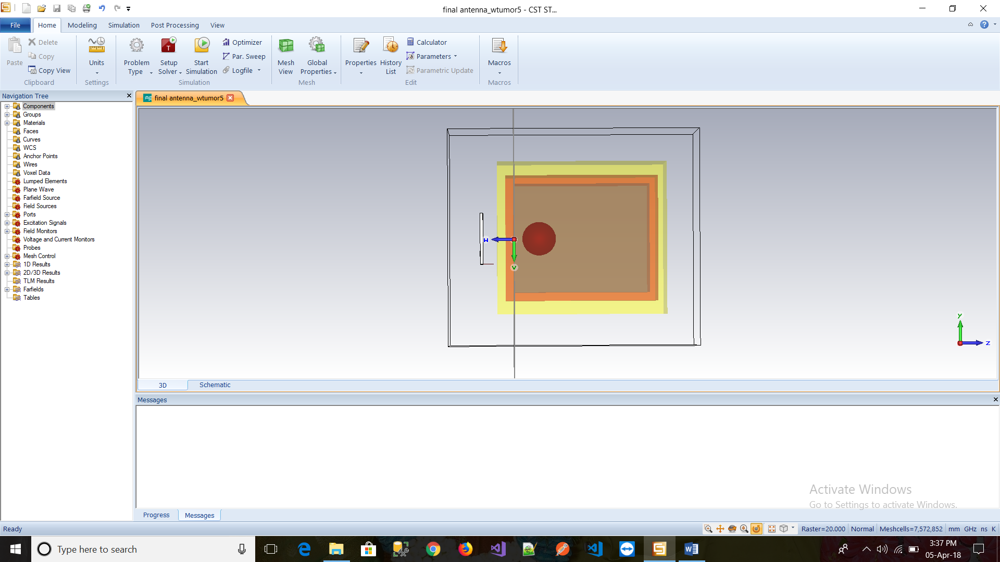 final antenna_wtumor5 - CST ST...
File
Home
Modeling
Simulation
Post Processing
View
Paste
Delete
Copy
Copy View
Clipboard
Units
Settings
Problem
Type
Setup
Solver
Start
Simulation
Optimizer
Par. Sweep
Logfile
Simulation
Mesh
View
Global
Properties
Mesh
Properties
History
List
Calculator
Parameters
Parametric Update
Edit
Macros
Macros
Navigation Tree
Components
Groups
Materials
Faces
Curves
WCS
Anchor Points
Wires
Voxel Data
Lumped Elements
Plane Wave
Farfield Source
Field Sources
Ports
Excitation Signals
Field Monitors
Voltage and Current Monitors
Probes
Mesh Control
1D Results
2D/3D Results
TLM Results
Farfields
Tables
final antenna_wtumor5
w
v
y
z
3D
Schematic
Messages
Activate Windows
Go to Settings to activate Windows.
Progress
Messages
Ready
Raster=20.000
Normal
Meshcells=7,572,852
mm GHz ns K
Type here to search
3:37 PM
05-Apr-18